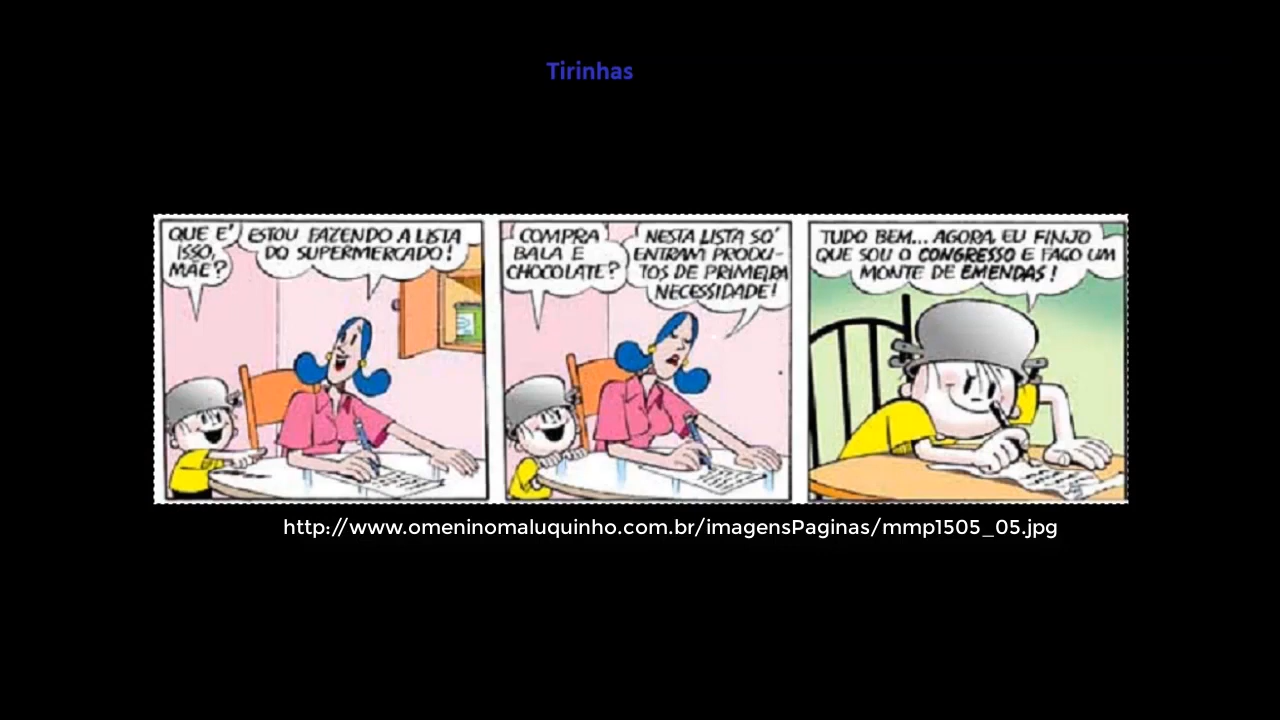 Tirinhas
QUE E'
ISSO,
MÃE?
ESTOU FAZENDO A LISTA
DO SUPERMERCADO!
COMPRA
BALA E
CHOCOLATE?
NESTA LISTA SO'
ENTRAM PRODU-
TOS DE PRIMEIRA
NECESSIDADE!
TUDO BEM... AGORA, EU FINJO
QUE SOU O CONGRESSO E FAÇO UM
MONTE DE EMENDAS!
http://www.omeninomaluquinho.com.br/imagensPaginas/mmp1505_05.jpg